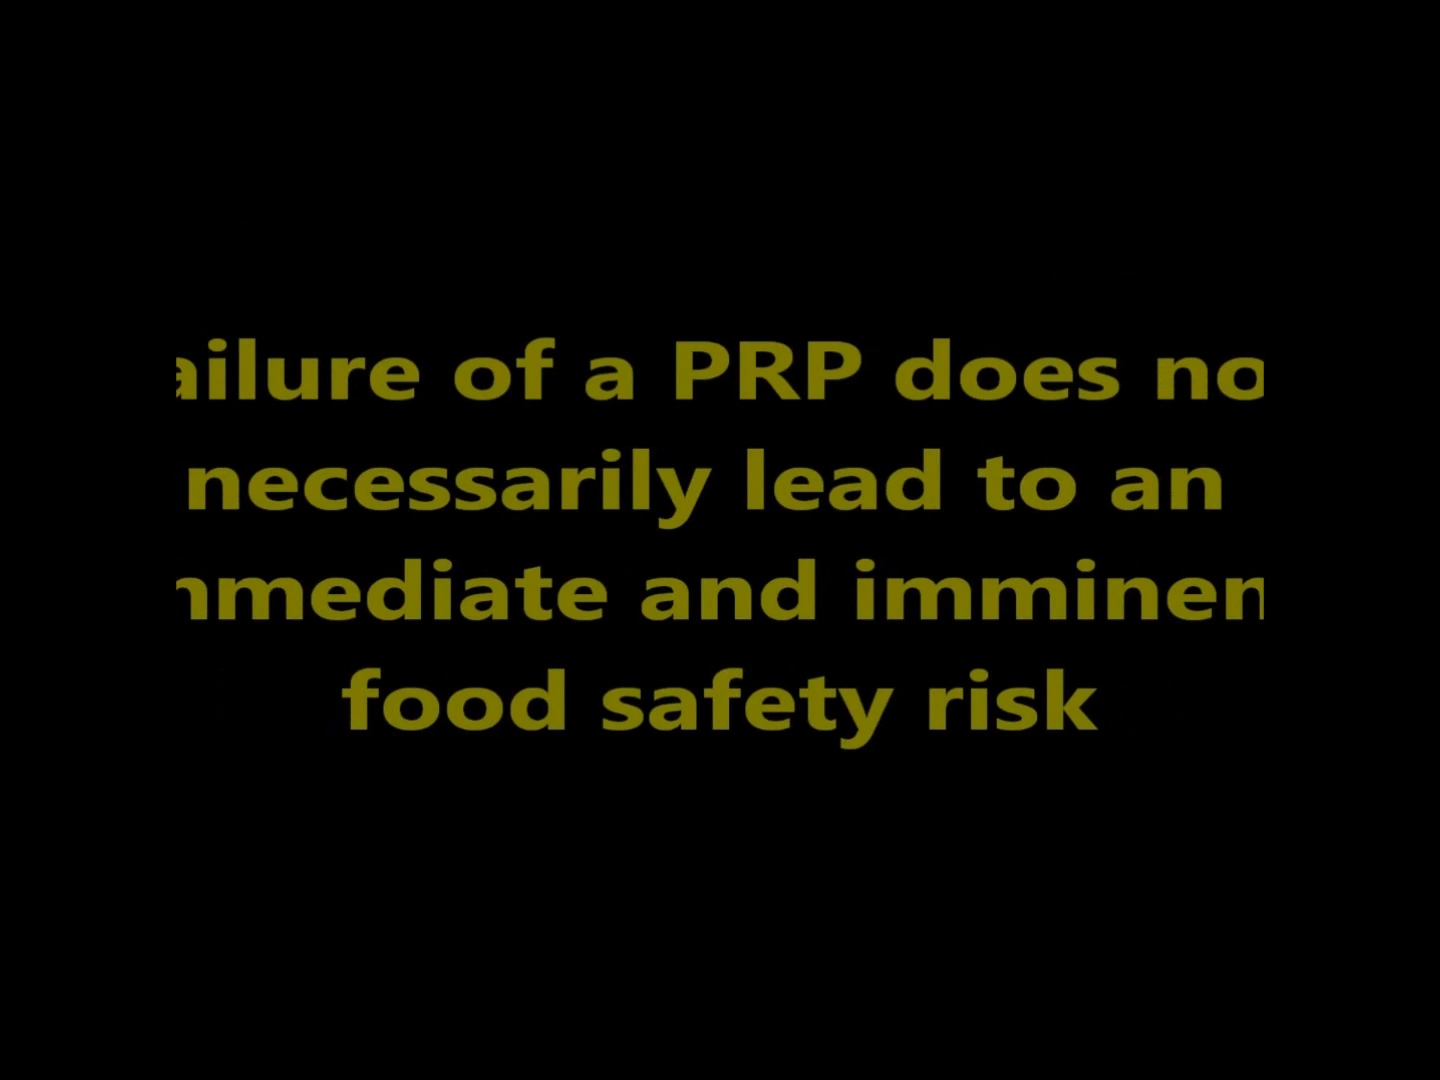 ailure of a PRP does no
necessarily lead to an
mmediate and imminen
food safety risk